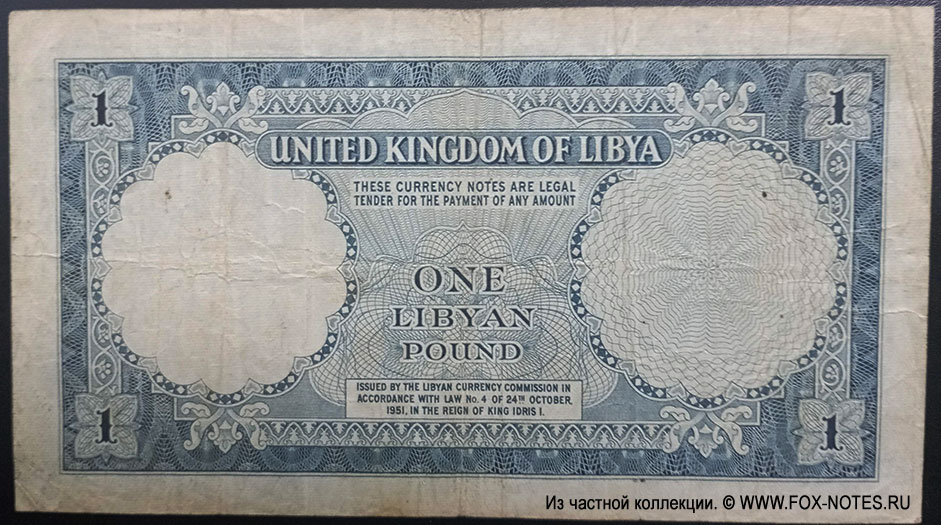 1 1
UNITED KINGDOM OF LIBYA
THESE CURRENCY NOTES ARE LEGAL
TENDER FOR THE PAYMENT OF ANY AMOUNT
ONE
LIBYAN
POUND
ISSUED BY THE LIBYAN CURRENCY COMMISSION IN
ACCORDANCE WITH LAW No. 4 OF 24TH OCTOBER,
1951, IN THE REIGN OF KING IDRIS I.
1 1
Из частной коллекции. © WWW.FOX-NOTES.RU